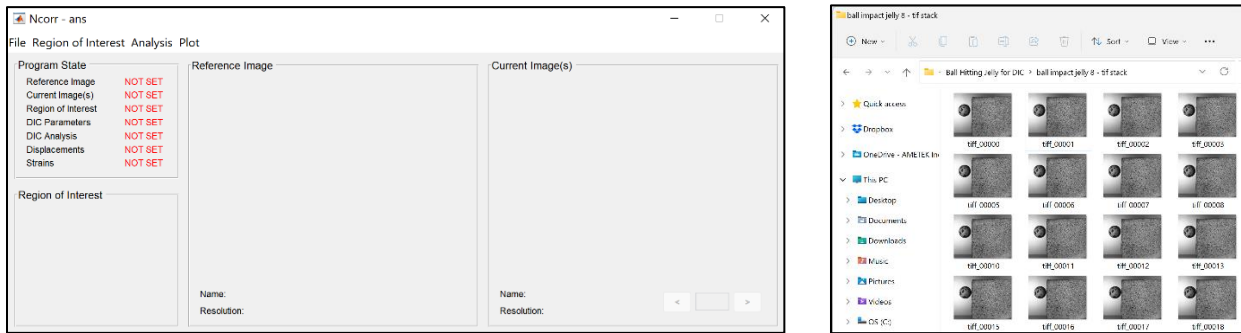 Ncorr - ans
File Region of Interest Analysis Plot
Program State
Reference Image NOT SET
Current Image(s) NOT SET
Region of Interest NOT SET
DIC Parameters NOT SET
DIC Analysis NOT SET
Displacements NOT SET
Strains NOT SET
Region of Interest
Reference Image
Name:
Resolution:
Current Image(s)
Name:
Resolution:
< >
ball impact jelly 8 - tif stack
New Sort View ...
Ball Hitting Jelly for DIC > ball impact jelly 8 - tif stack
Quick access
Dropbox
OneDrive - AMETEK Inc
This PC
Desktop
Documents
Downloads
Music
Pictures
Videos
OS (C:)
tiff_00000 tiff_00001 tiff_00002 tiff_00003
tiff_00005 tiff_00006 tiff_00007 tiff_00008
tiff_00010 tiff_00011 tiff_00012 tiff_00013
tiff_00015 tiff_00016 tiff_00017 tiff_00018